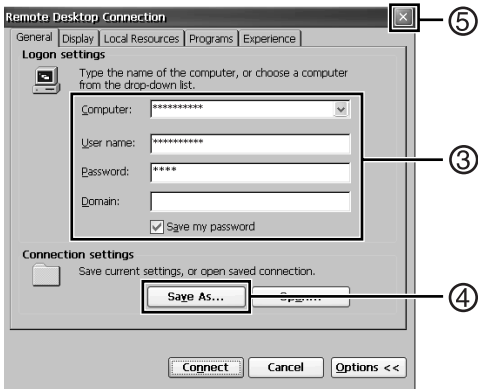 Remote Desktop Connection
×
⑤
General Display Local Resources Programs Experience
Logon settings
Type the name of the computer, or choose a computer
from the drop-down list.
Computer: **********
User name: **********
③
Password: ****
Domain:
Save my password
Connection settings
Save current settings, or open saved connection.
Save As...
④
Connect Cancel Options <<